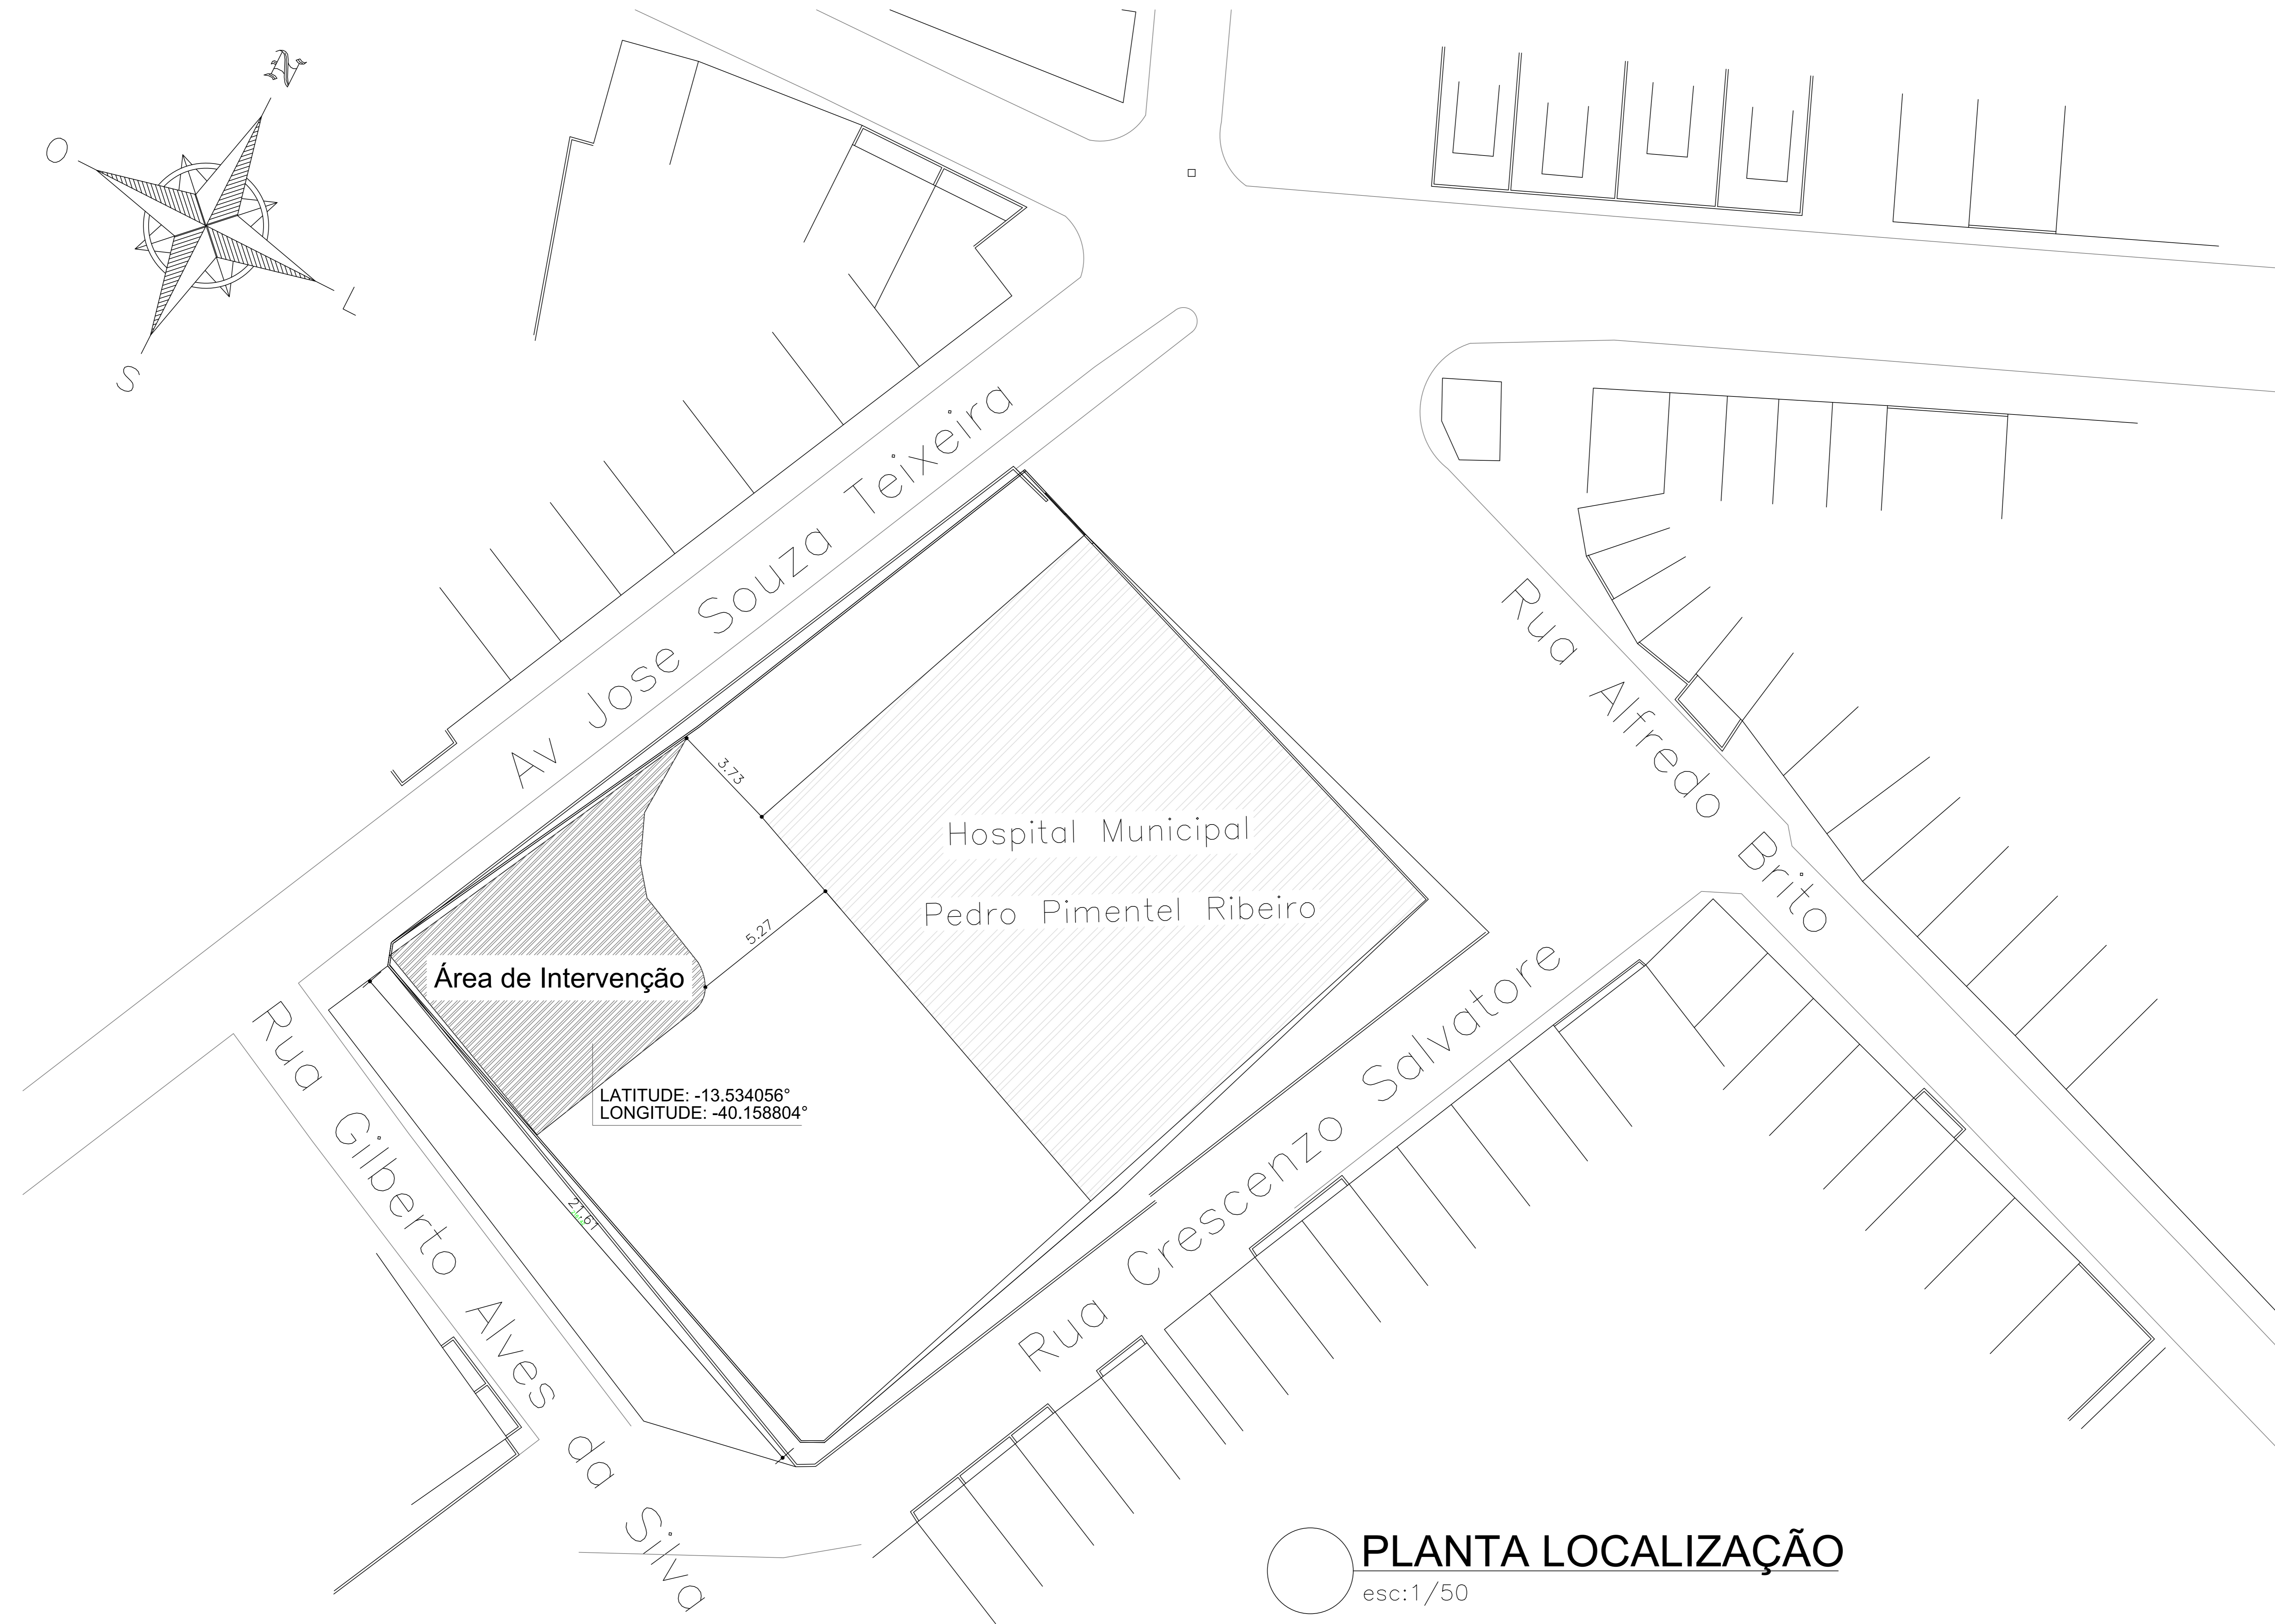 N
O
L
S
Av Jose Souza Teixeira
Rua Alfredo Brito
3.73
Hospital Municipal
Pedro Pimentel Ribeiro
5.27
Área de Intervenção
LATITUDE: -13.534056°
LONGITUDE: -40.158804°
Rua Gilberto Alves da Silva
21.61
Rua Crescenzo Salvatore
PLANTA LOCALIZAÇÃO
esc:1/50